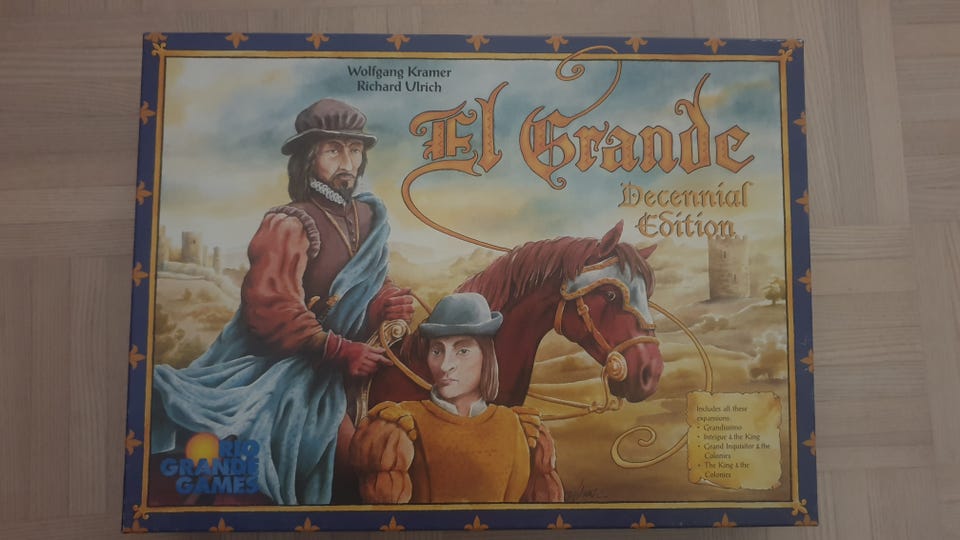 Wolfgang Kramer
Richard Ulrich
El Grande
Decennial
Edition
Includes all these
expansions:
• Grandissimo
• Intrigue & the King
• Grand Inquisitor & the
Colonies
• The King & the
Colonies
RIO
GRANDE
GAMES